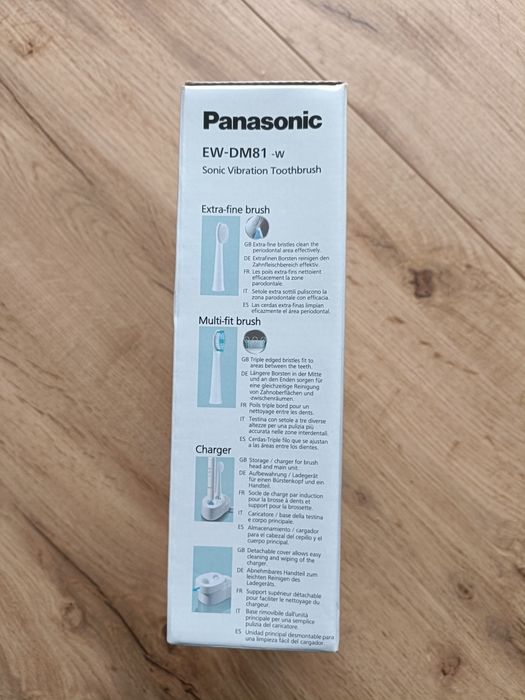 Panasonic
EW-DM81 -W
Sonic Vibration Toothbrush
Extra-fine brush
GB Extra-fine bristles clean the
periodontal area effectively.
DE Extrafinen Borsten reinigen den
Zahnfleischbereich effektiv.
FR Les poils extra-fins nettoient
efficacement la zone
parodontale.
IT Setole extra sottili puliscono la
zona parodontale con efficacia.
ES Las cerdas extra-finas limpian
eficazmente el área periodontal.
Multi-fit brush
GB Triple edged bristles fit to
areas between the teeth.
DE Längere Borsten in der Mitte
und an den Enden sorgen für
eine gleichzeitige Reinigung
von Zahnoberflächen und
-zwischenräumen.
FR Poils triple bord pour un
nettoyage entre les dents.
IT Testina con setole a tre diverse
altezze per una pulizia più
accurata nelle zone interdentali.
ES Cerdas-Triple filo que se ajustan
a las áreas entre los dientes.
Charger
GB Storage / charger for brush
head and main unit.
DE Aufbewahrung / Ladegerät
für einen Bürstenkopf und ein
Handteil.
FR Socle de charge par induction
pour la brosse à dents et
support pour la brossette.
IT Caricatore / base della testina
e corpo principale.
ES Almacenamiento / cargador
para el cabezal del cepillo y el
cuerpo principal.
GB Detachable cover allows easy
cleaning and wiping of the
charger.
DE Abnehmbares Handteil zum
leichten Reinigen des
Ladegeräts.
FR Support supérieur détachable
pour faciliter le nettoyage du
chargeur.
IT Base rimovibile dall'unità
principale per una semplice
pulizia del caricatore.
ES Unidad principal desmontable para
una limpieza fácil del cargador.